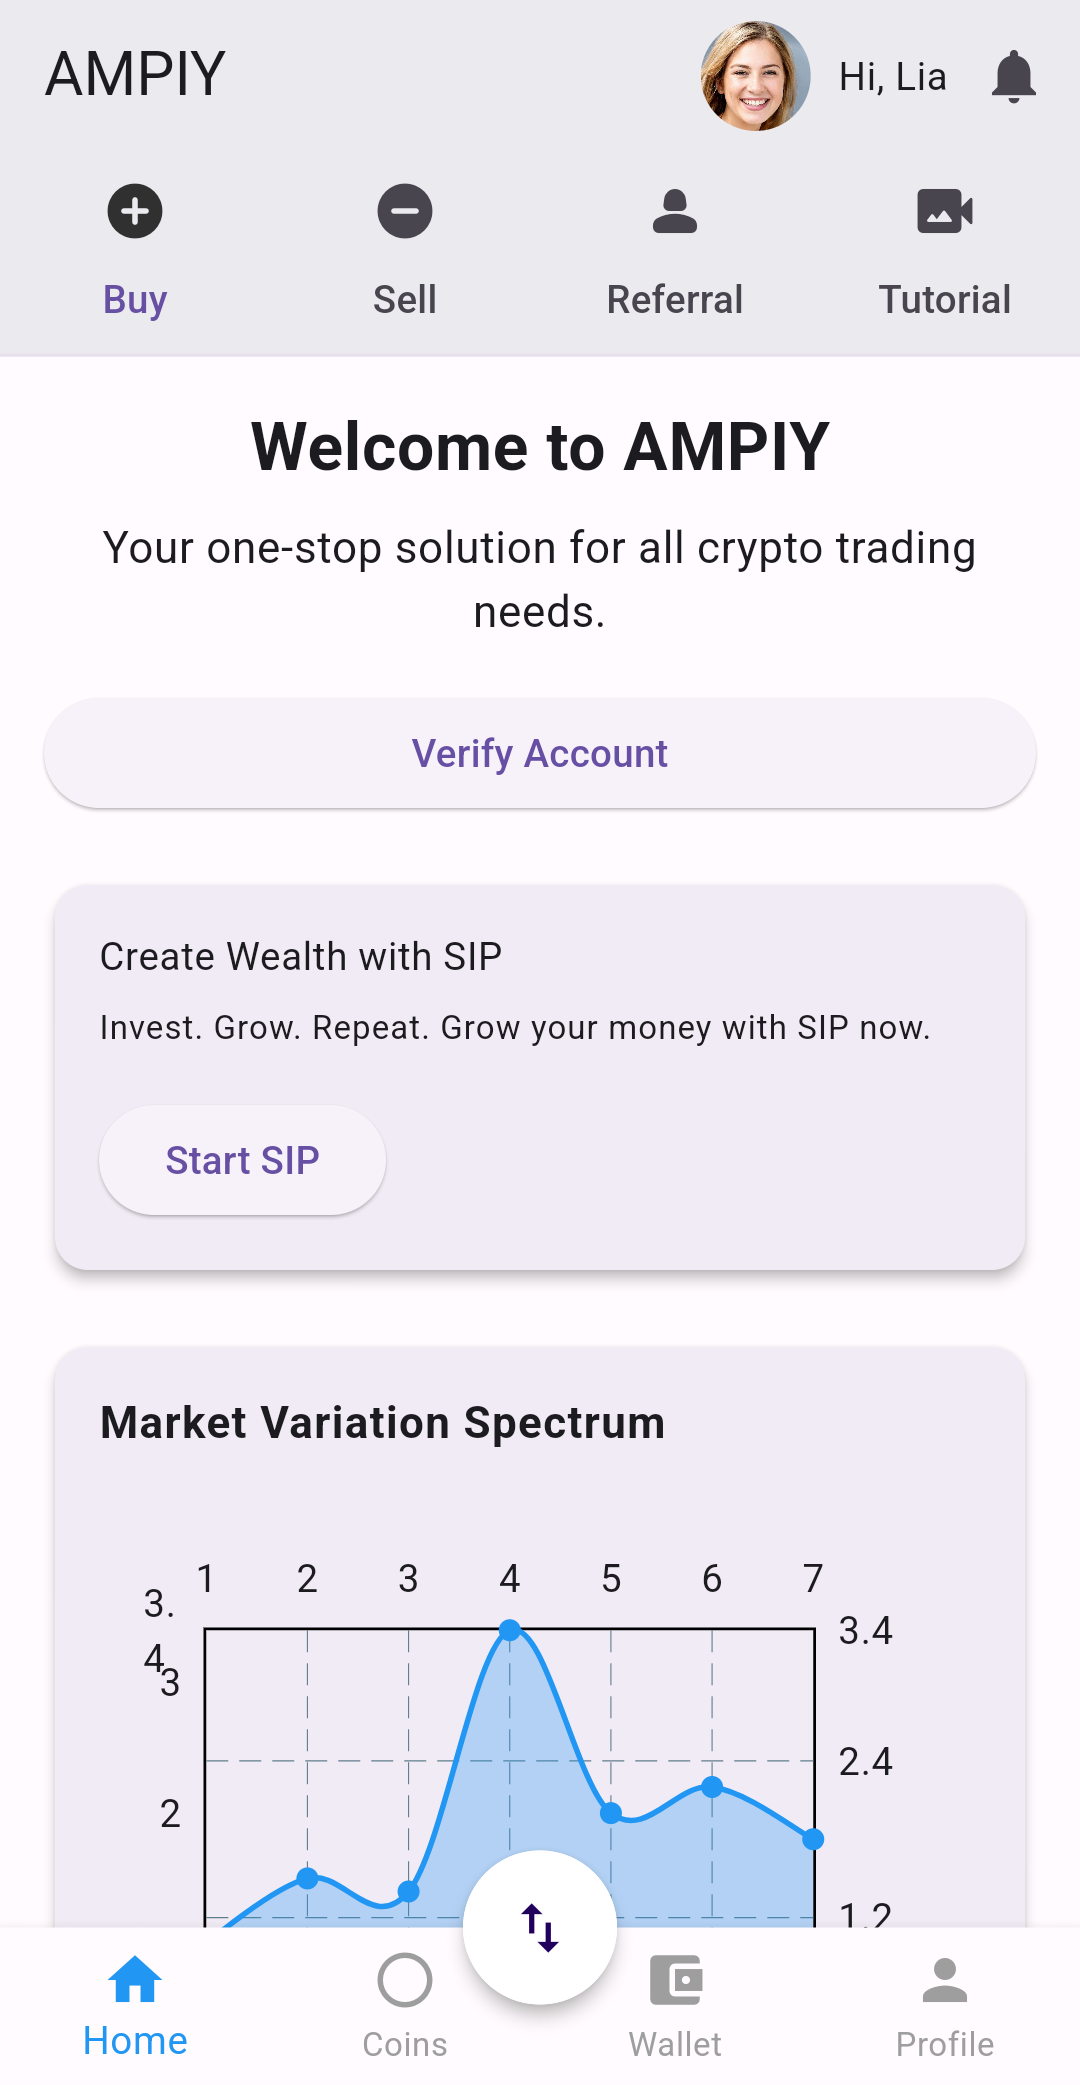 AMPIY
Hi, Lia
Buy
Sell
Referral
Tutorial
Welcome to AMPIY
Your one-stop solution for all crypto trading
needs.
Verify Account
Create Wealth with SIP
Invest. Grow. Repeat. Grow your money with SIP now.
Start SIP
Market Variation Spectrum
1 2 3 4 5 6 7
3.
4
3
2
3.4
2.4
1.2
Home
Coins
Wallet
Profile